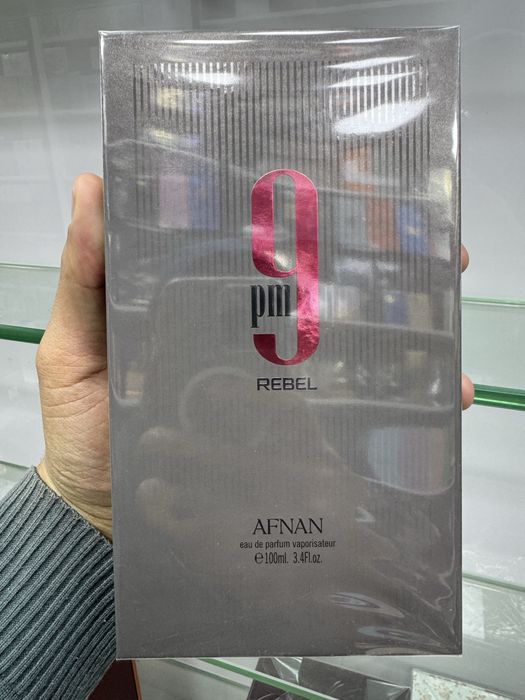 9
pm
REBEL
AFNAN
eau de parfum vaporisateur
℮100ml. 3.4Fl.oz.